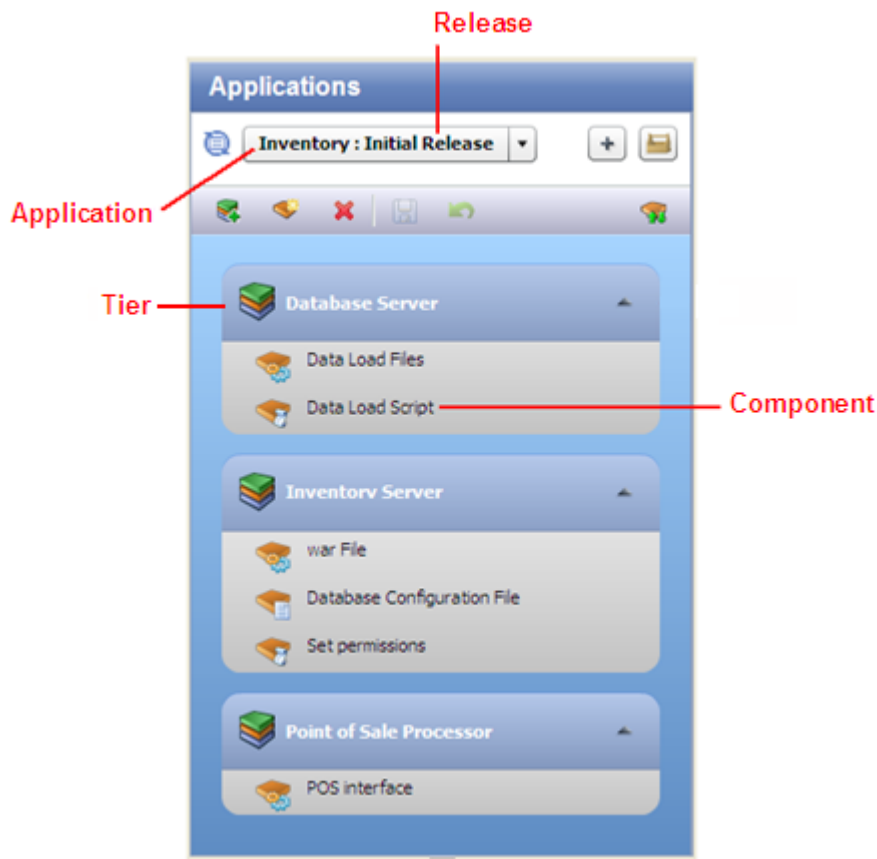 Release
Applications
Inventory : Initial Release
Application
Tier
Database Server
Data Load Files
Data Load Script
Component
Inventory Server
war File
Database Configuration File
Set permissions
Point of Sale Processor
POS interface